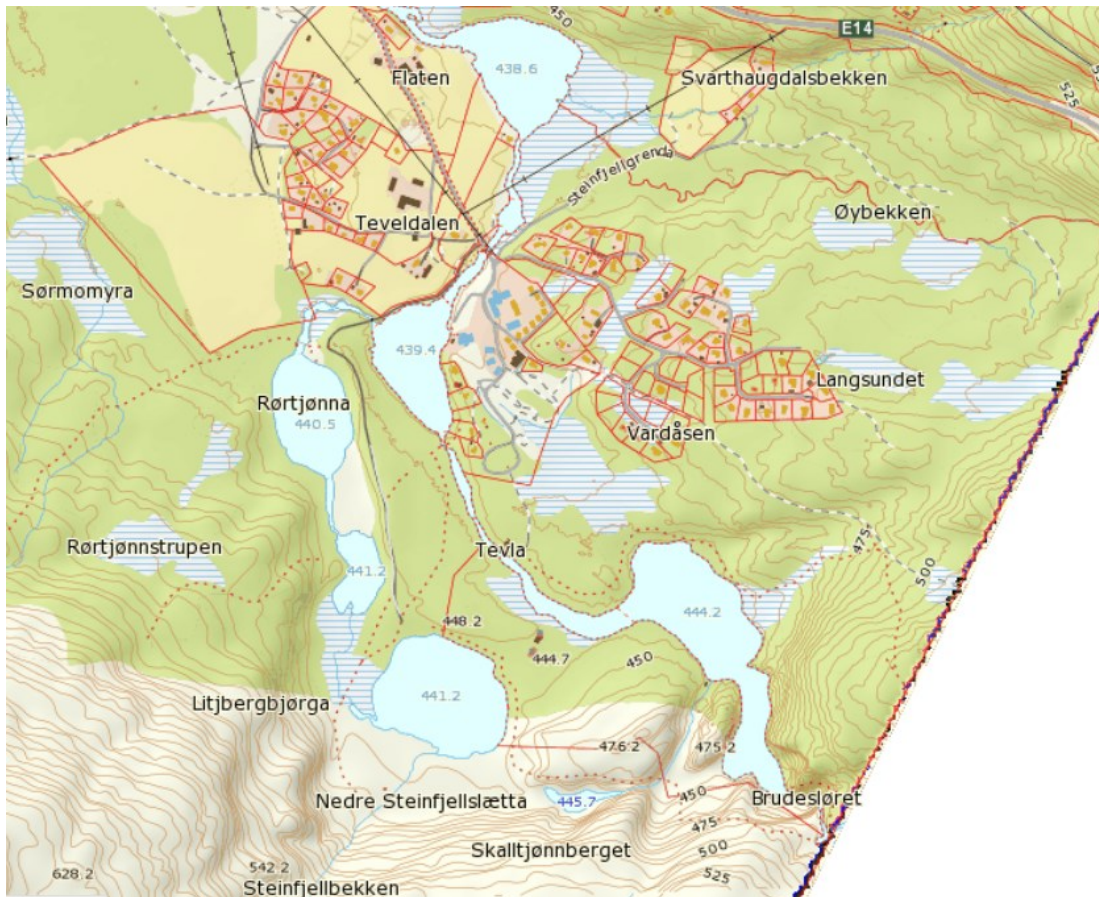 450
E14
438.6
Flaten
Svarthaugdalsbekken
525
525
Steinfjellgrenda
Teveldalen
Øybekken
Sørmomyra
439.4
Langsundet
Rørtjønna
440.5
Vardåsen
475
Rørtjønnstrupen
Tevla
441.2
500
444.2
448.2
444.7
450
Litjbergbjørga
441.2
476.2
475.2
Nedre Steinfjellslætta
445.7
450
Brudesløret
475
Skalltjønnberget
500
628.2
542.2
525
Steinfjellbekken